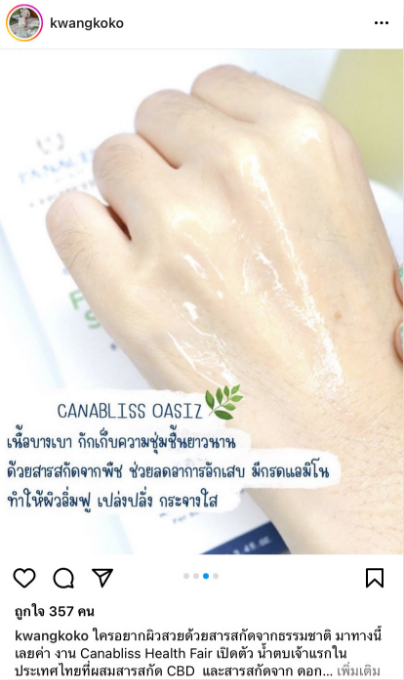 kwangkoko
CANABLISS OASIZ
เนื้อบางเบา กักเก็บความชุ่มชื้นยาวนาน
ด้วยสารสกัดจากพืช ช่วยลดอาการอักเสบ มีกรดแอมิโน
ทำให้ผิวอิ่มฟู เปล่งปลั่ง กระจ่างใส
ถูกใจ 357 คน
kwangkoko ใครอยากผิวสวยด้วยสารสกัดจากธรรมชาติ มาทางนี้
เลยค่า งาน Canabliss Health Fair เปิดตัว น้ำตบเจ้าแรกใน
ประเทศไทยที่ผสมสารสกัด CBD และสารสกัดจาก ดอก... เพิ่มเติม